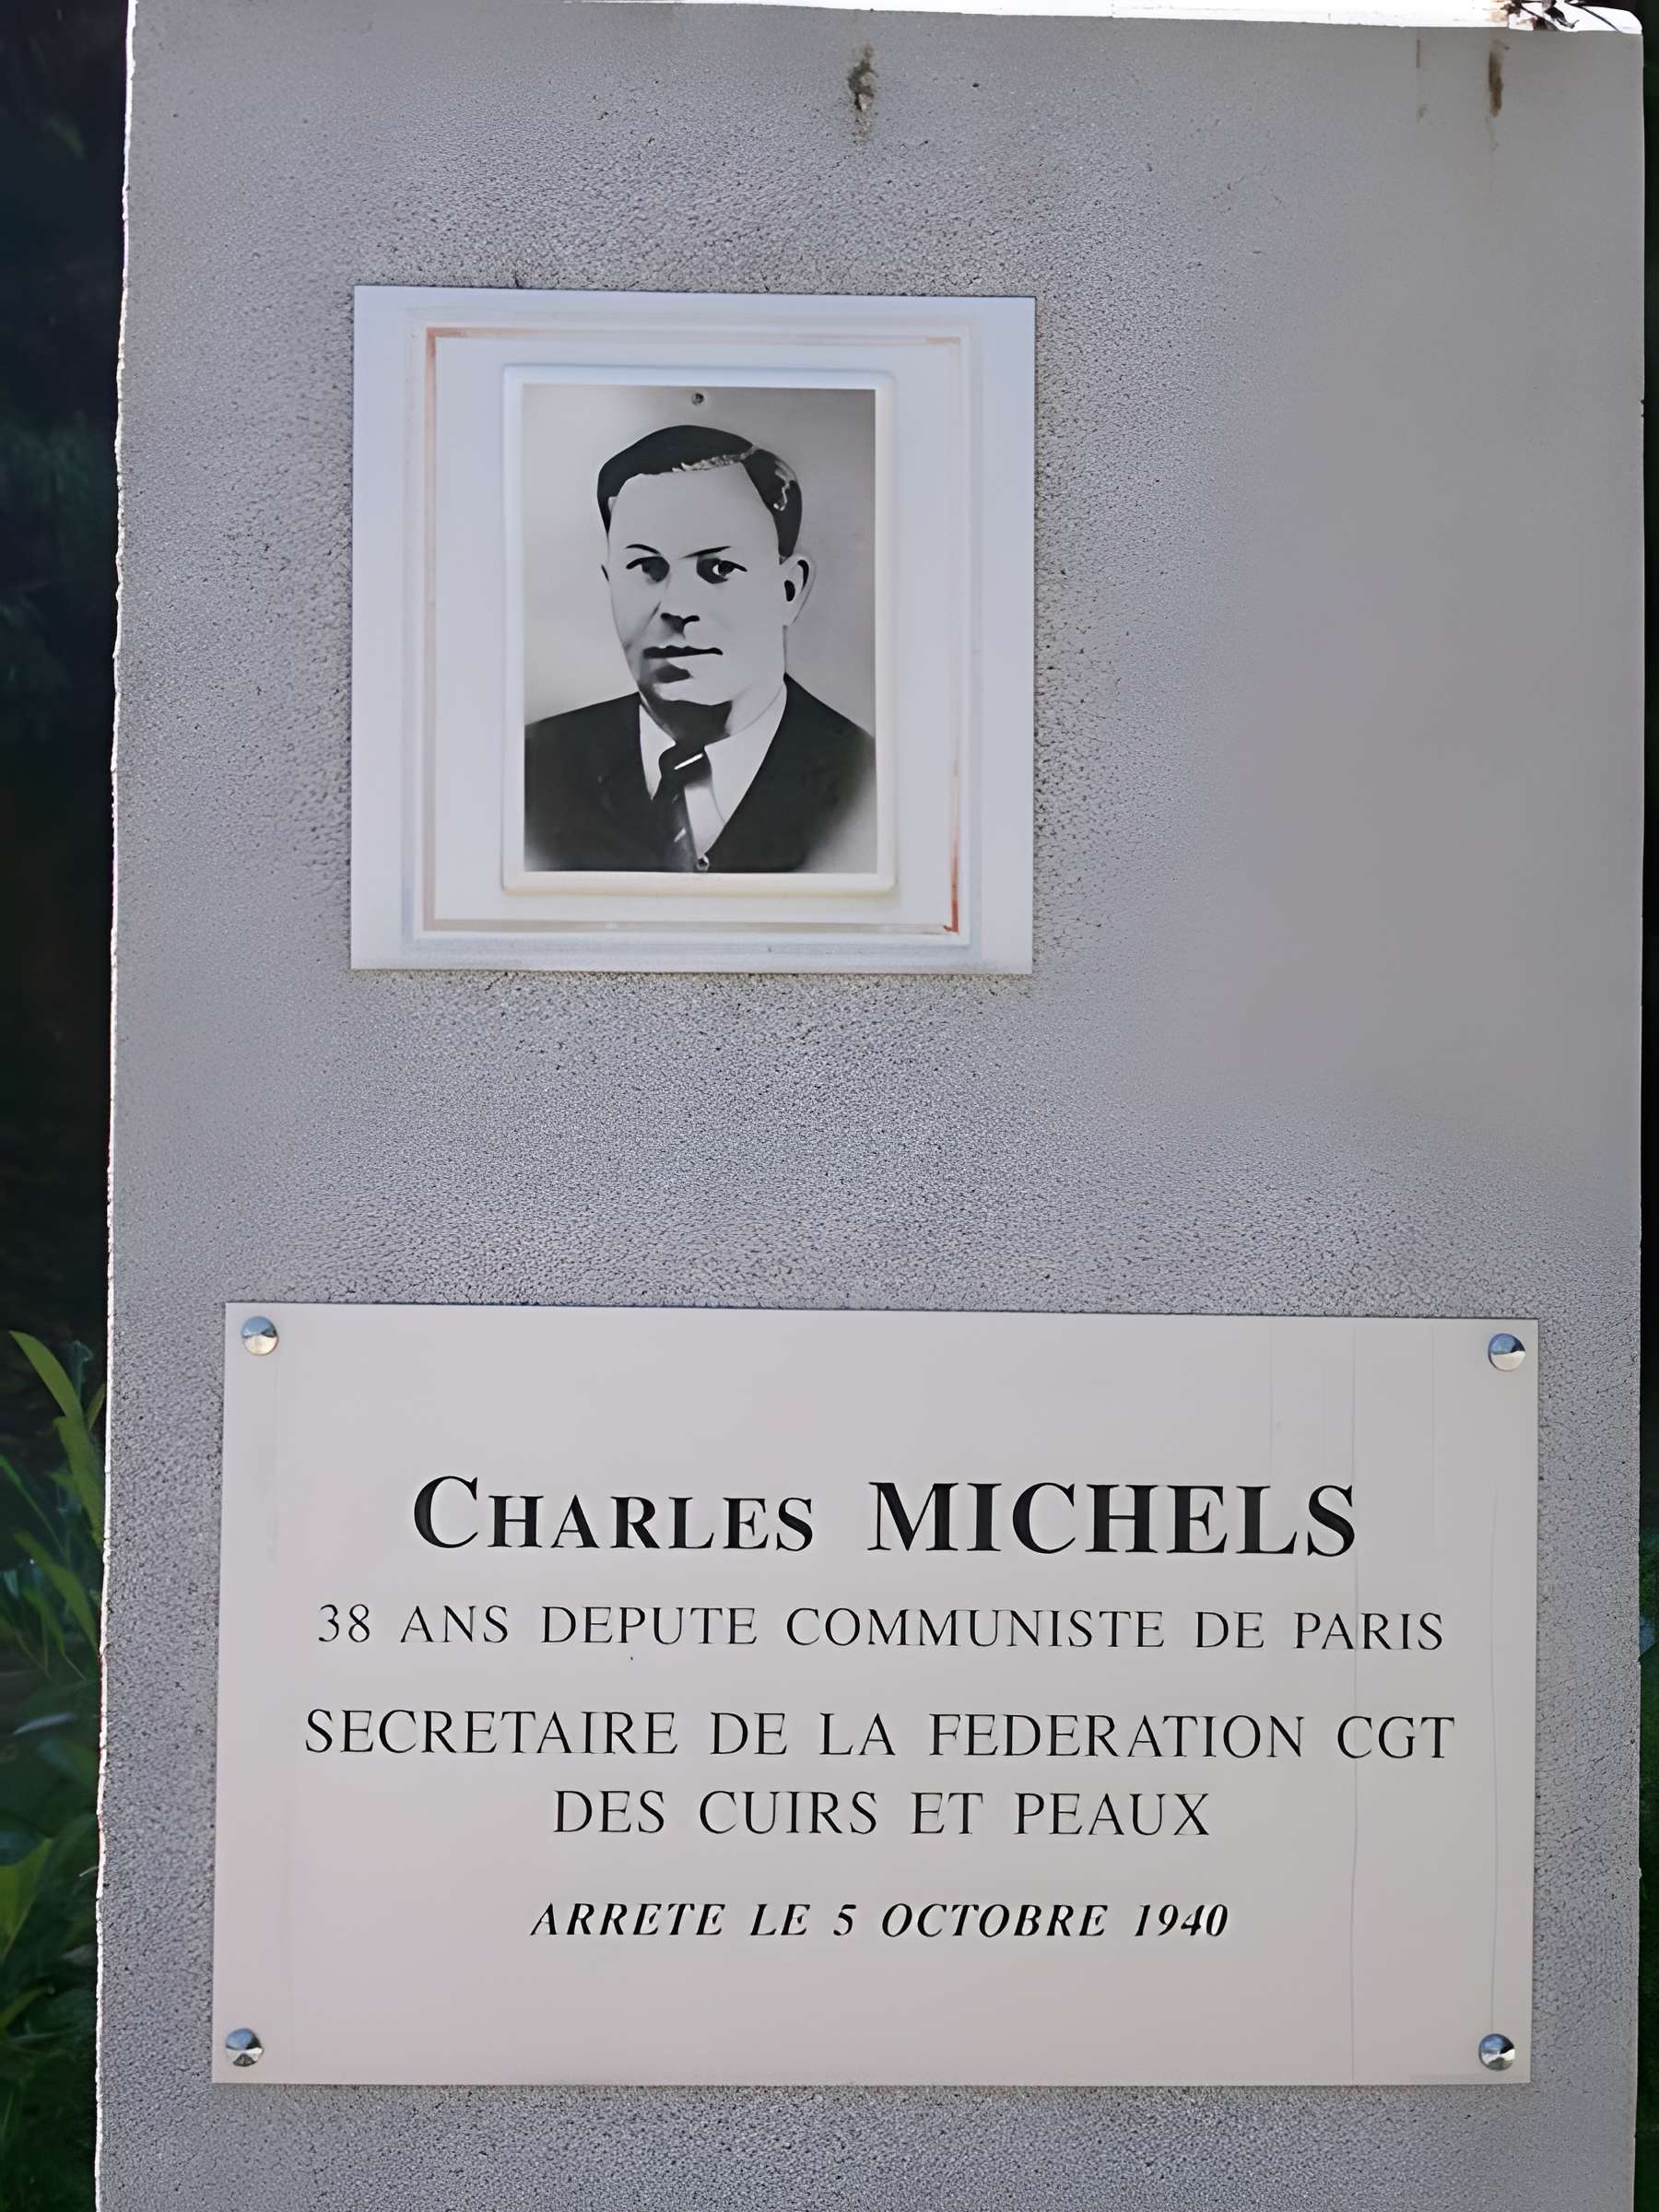 CHARLES MICHELS
38 ANS DEPUTE COMMUNISTE DE PARIS
SECRETAIRE DE LA FEDERATION CGT
DES CUIRS ET PEAUX
ARRETE LE 5 OCTOBRE 1940